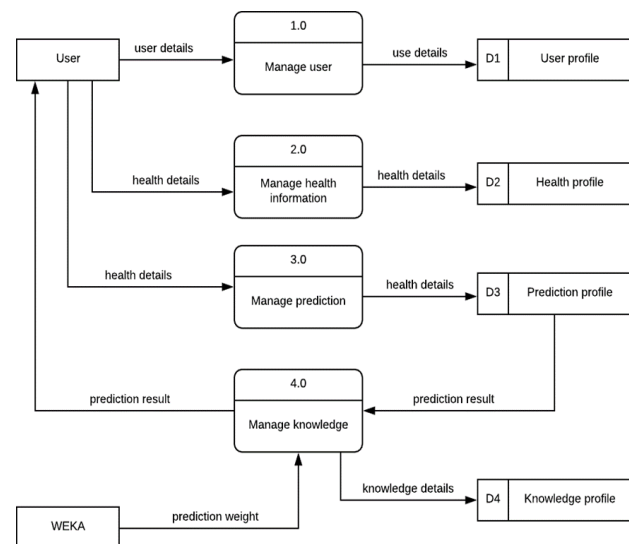 1.0
User
user details
Manage user
use details
D1
User profile
2.0
health details
Manage health
information
health details
D2
Health profile
3.0
health details
Manage prediction
health details
D3
Prediction profile
4.0
prediction result
Manage knowledge
prediction result
knowledge details
D4
Knowledge profile
WEKA
prediction weight